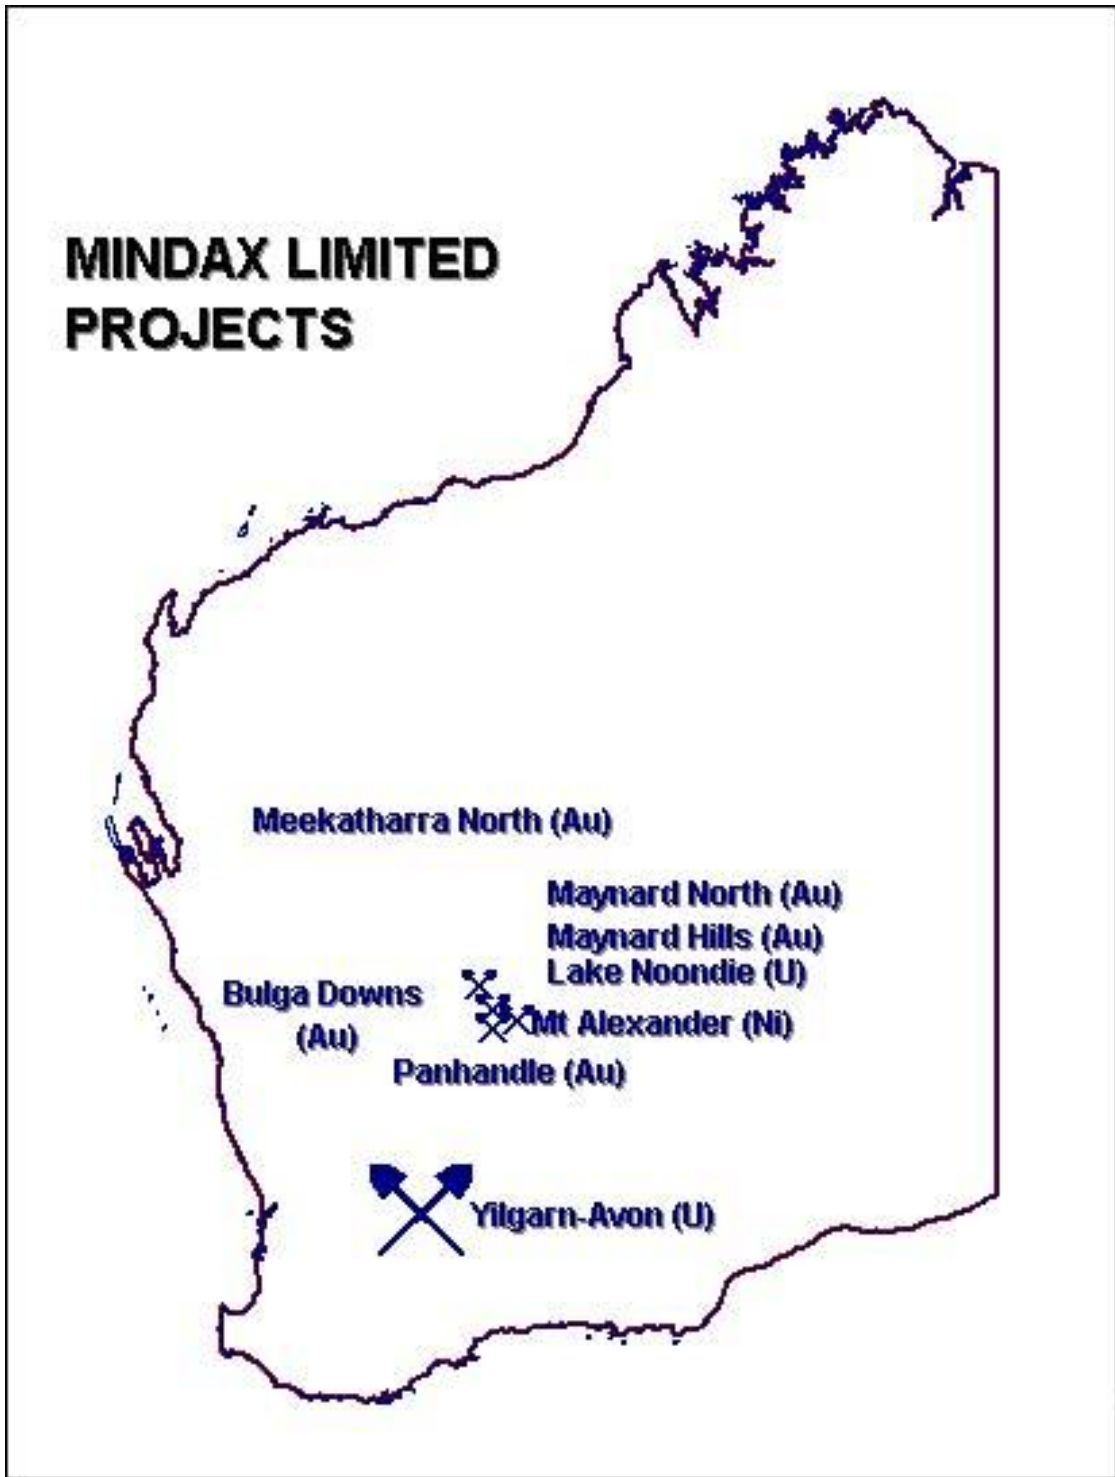 MINDAX LIMITED
PROJECTS
Meekatharra North (Au)
Maynard North (Au)
Maynard Hills (Au)
Lake Noondie (U)
Bulga Downs
(Au)
Mt Alexander (Ni)
Panhandle (Au)
Yilgarn-Avon (U)